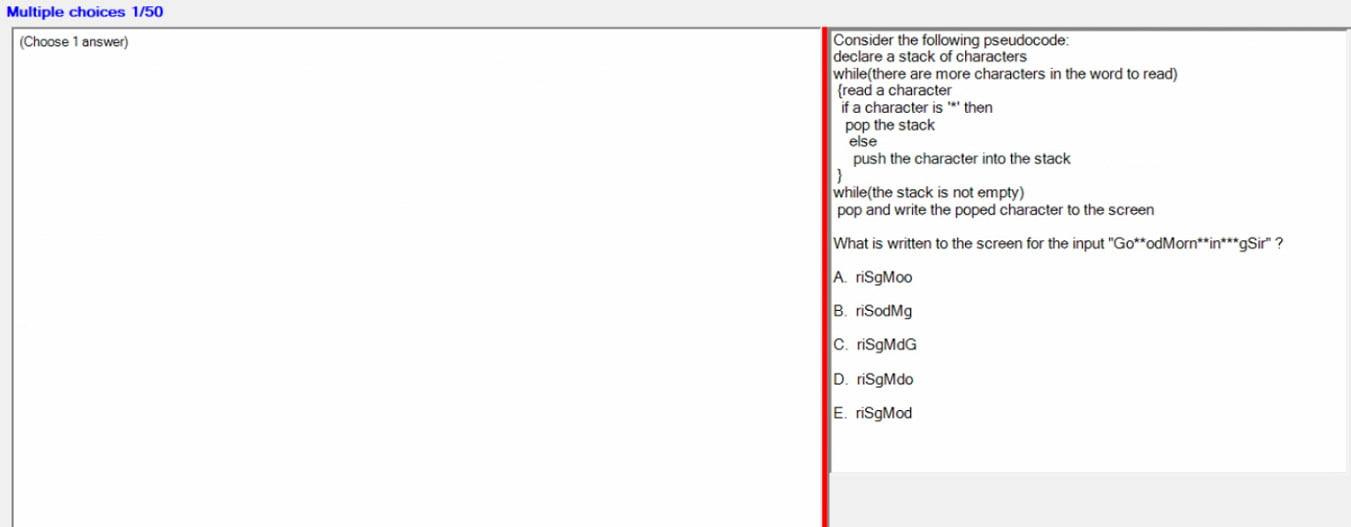 Multiple choices 1/50
(Choose 1 answer)
Consider the following pseudocode:
declare a stack of characters
while(there are more characters in the word to read)
{read a character
if a character is '*' then
pop the stack
else
push the character into the stack
}
while(the stack is not empty)
pop and write the poped character to the screen
What is written to the screen for the input "Go**odMorn**in***gSir" ?
A. riSgMoo
B. riSodMg
C. riSgMdG
D. riSgMdo
E. riSgMod